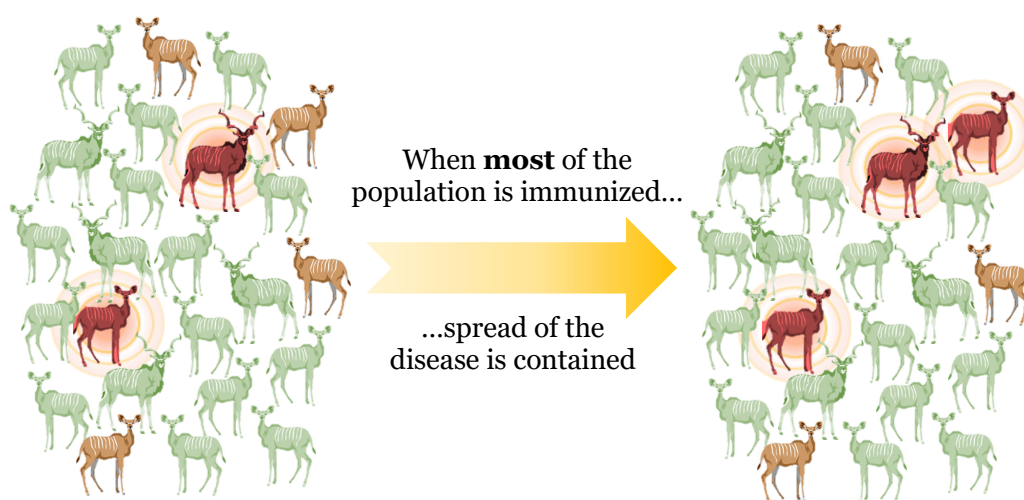 When most of the
population is immunized...
...spread of the
disease is contained